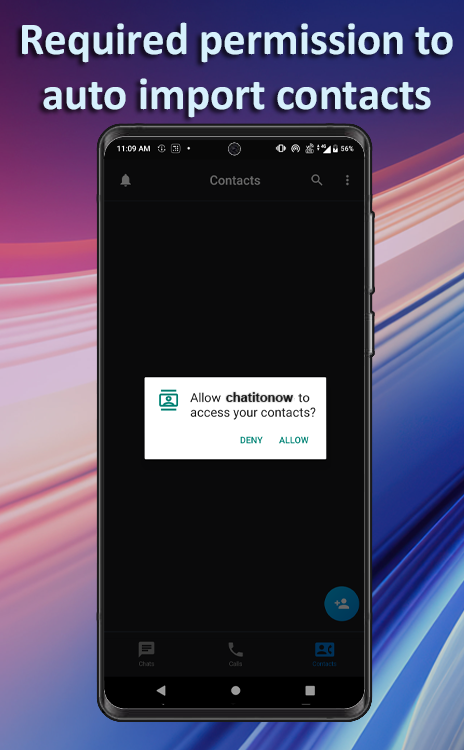 Required permission to
auto import contacts
11:09 AM
4G
56%
Contacts
Allow chatitonow to
access your contacts?
DENY ALLOW
Chats Calls Contacts